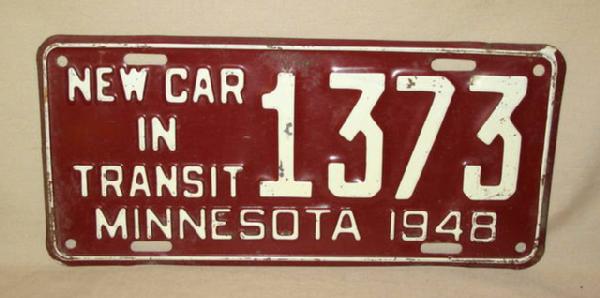 NEW CAR
IN
TRANSIT
1373
MINNESOTA 1948